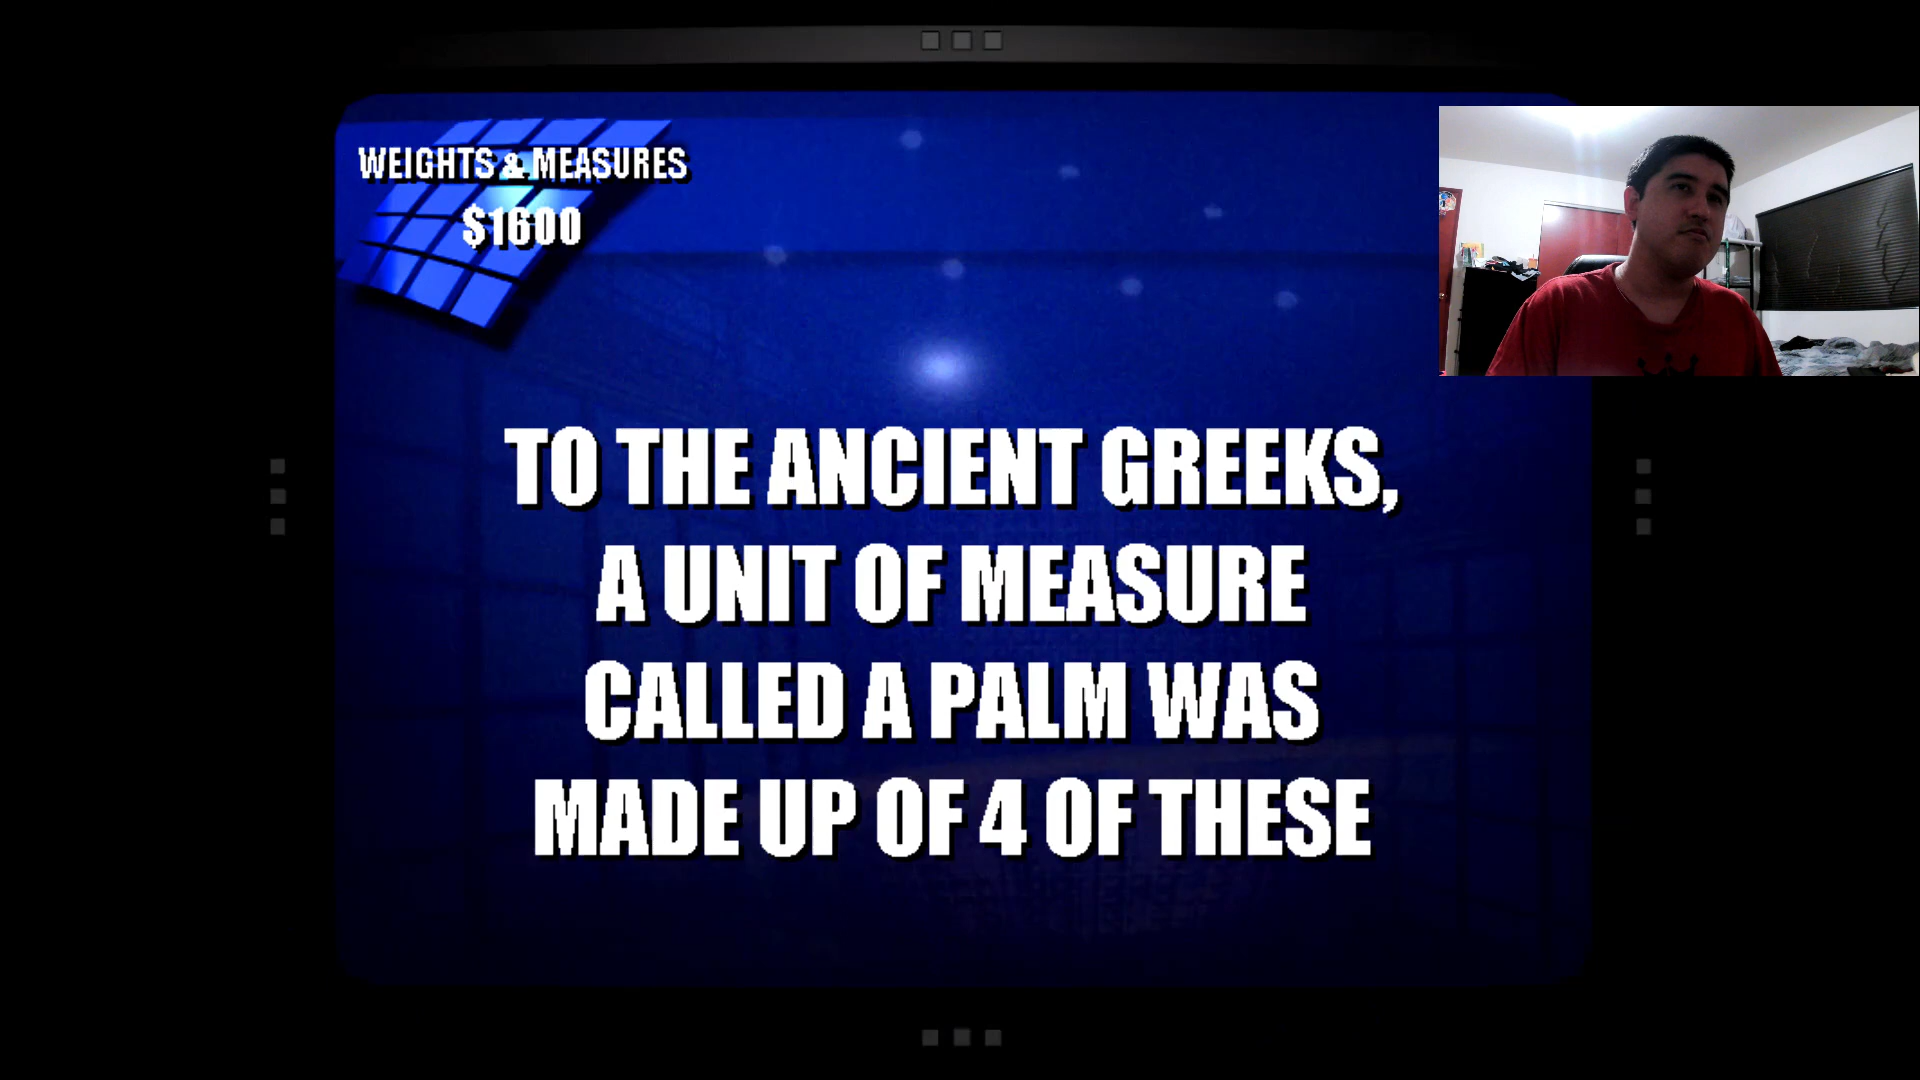 WEIGHTS & MEASURES
$1600
TO THE ANCIENT GREEKS,
A UNIT OF MEASURE
CALLED A PALM WAS
MADE UP OF 4 OF THESE